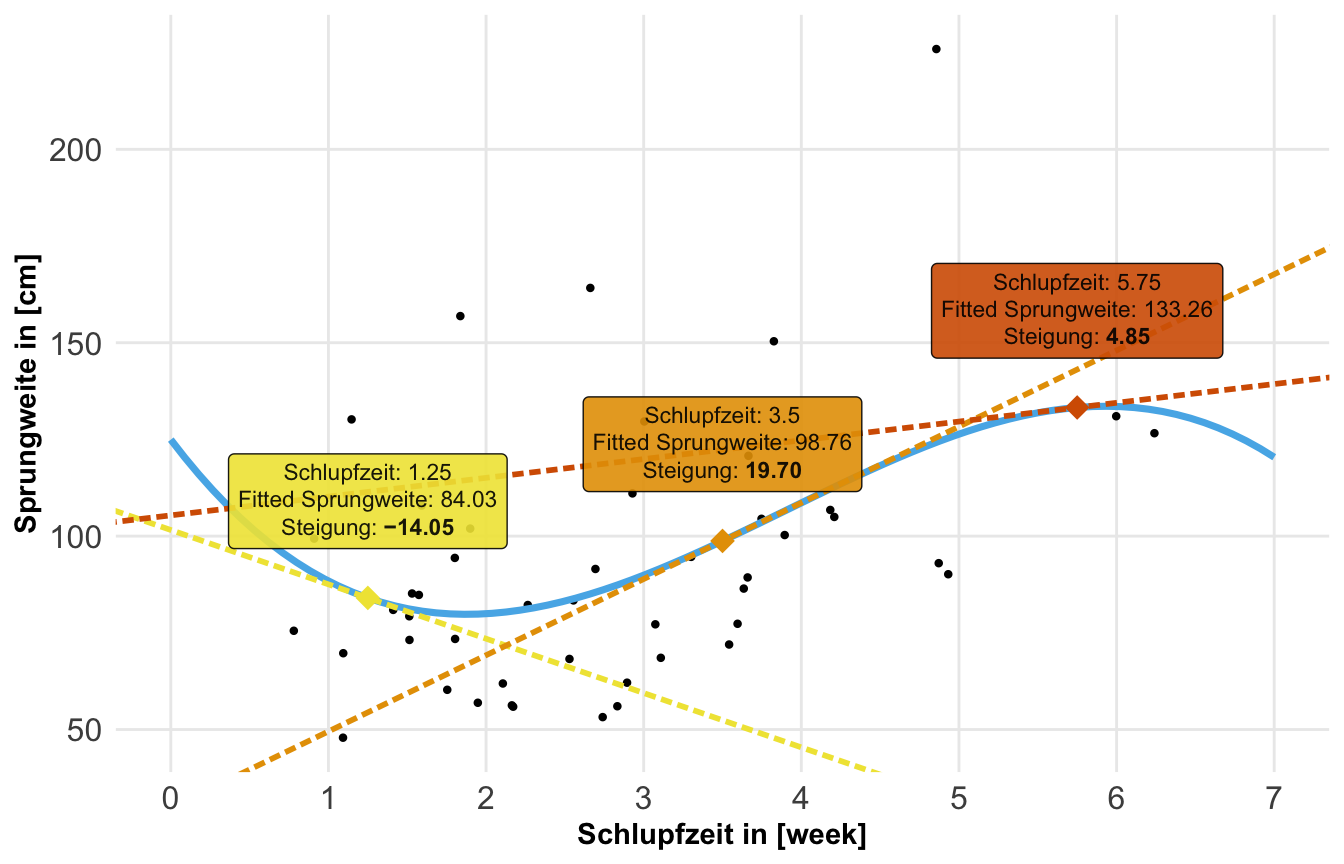 Sprungweite in [cm]
200
150
100
50
Schlupfzeit: 5.75
Fitted Sprungweite: 133.26
Steigung: 4.85
Schlupfzeit: 3.5
Fitted Sprungweite: 98.76
Steigung: 19.70
Schlupfzeit: 1.25
Fitted Sprungweite: 84.03
Steigung: −14.05
0 1 2 3 4 5 6 7
Schlupfzeit in [week]